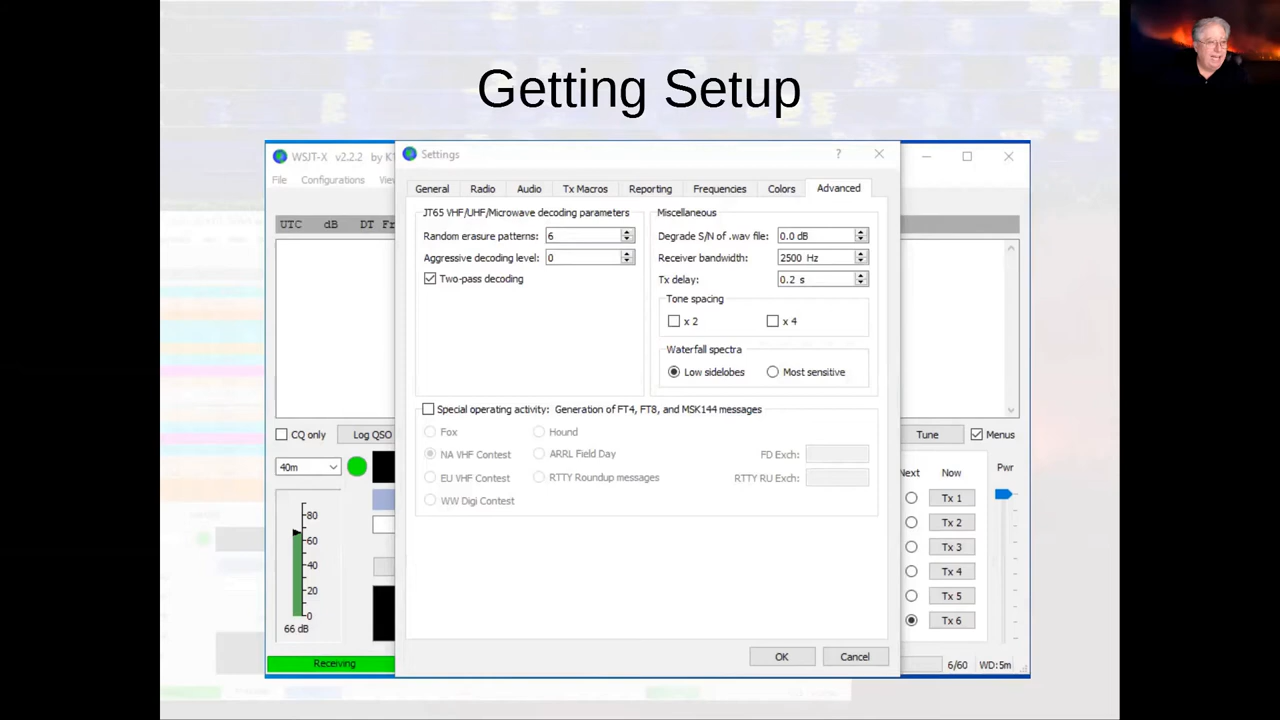 Getting Setup
WSJT-X v2.2.2 by K
Settings
?
File Configurations
General Radio Audio Tx Macros Reporting Frequencies Colors Advanced
JT65 VHF/UHF/Microwave decoding parameters
Random erasure patterns: 6
Aggressive decoding level: 0
Two-pass decoding
Miscellaneous
Degrade S/N of .wav file: 0.0 dB
Receiver bandwidth: 2500 Hz
Tx delay: 0.2 s
Tone spacing
x 2 x 4
Waterfall spectra
Low sidelobes Most sensitive
Special operating activity: Generation of FT4, FT8, and MSK144 messages
Fox Hound
NA VHF Contest ARRL Field Day FD Exch:
EU VHF Contest RTTY Roundup messages RTTY RU Exch:
WW Digi Contest
OK Cancel
UTC dB DT Fr
CQ only Log QSO
Tune Menus
40m
Next Now Pwr
80
60
40
20
0
66 dB
Tx 1
Tx 2
Tx 3
Tx 4
Tx 5
Tx 6
Receiving
6/60 WD:5m